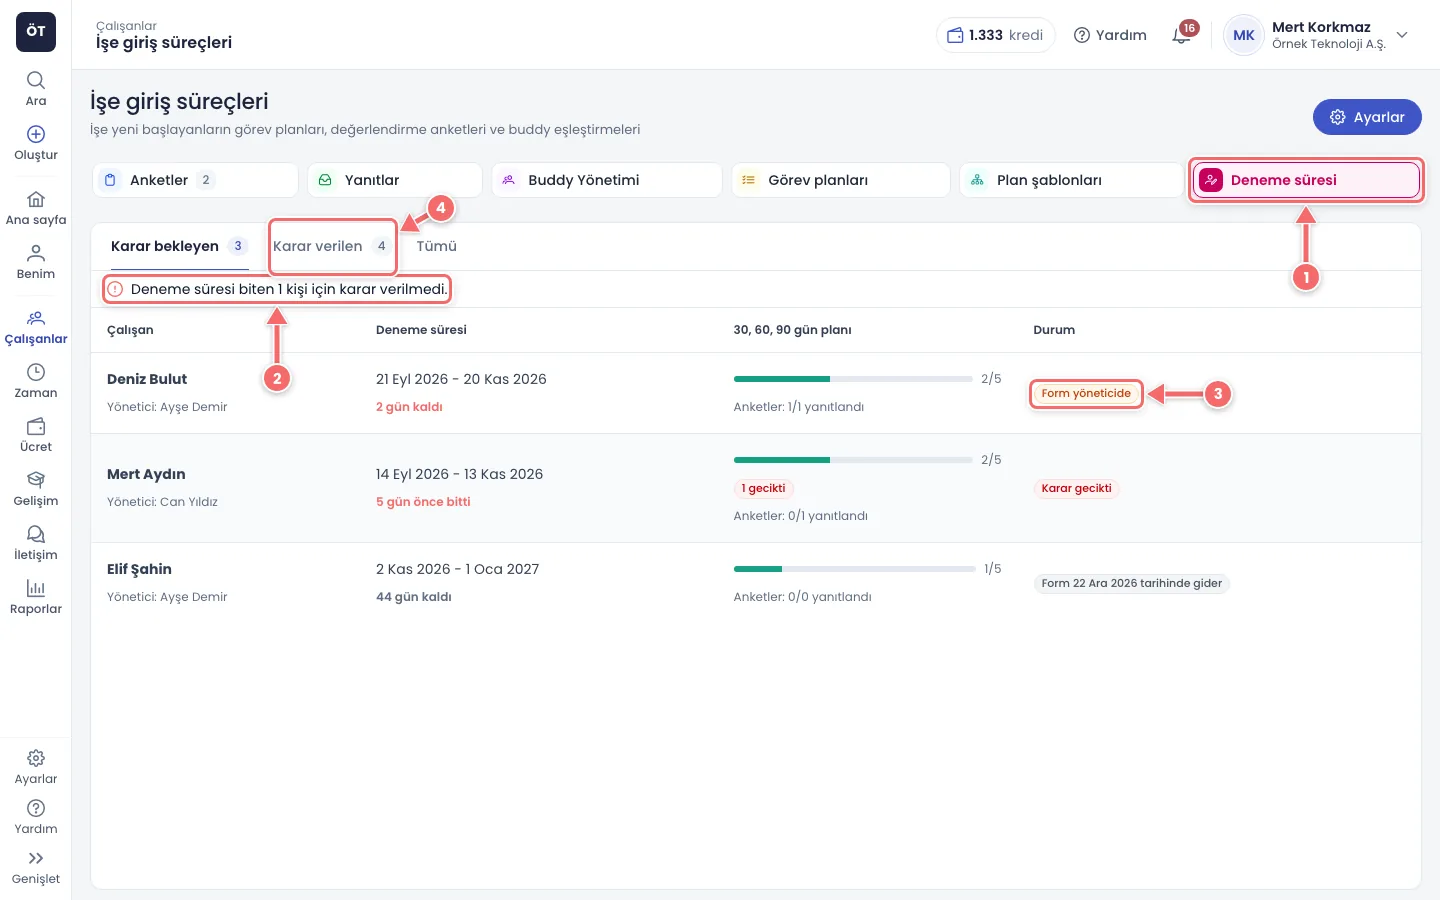 ÖT
Çalışanlar
İşe giriş süreçleri
1.333 kredi
Yardım
16
MK
Mert Korkmaz
Örnek Teknoloji A.Ş.
Ara
Oluştur
Ana sayfa
Benim
Çalışanlar
Zaman
Ücret
Gelişim
İletişim
Raporlar
Ayarlar
Yardım
Genişlet
İşe giriş süreçleri
İşe yeni başlayanların görev planları, değerlendirme anketleri ve buddy eşleştirmeleri
Ayarlar
Anketler 2
Yanıtlar
Buddy Yönetimi
Görev planları
Plan şablonları
Deneme süresi
4
1
Karar bekleyen 3
Karar verilen 4
Tümü
Deneme süresi biten 1 kişi için karar verilmedi.
2
Çalışan
Deneme süresi
30, 60, 90 gün planı
Durum
Deniz Bulut
Yönetici: Ayşe Demir
21 Eyl 2026 - 20 Kas 2026
2 gün kaldı
2/5
Anketler: 1/1 yanıtlandı
Form yöneticide
3
Mert Aydın
Yönetici: Can Yıldız
14 Eyl 2026 - 13 Kas 2026
5 gün önce bitti
2/5
1 gecikti
Anketler: 0/1 yanıtlandı
Karar gecikti
Elif Şahin
Yönetici: Ayşe Demir
2 Kas 2026 - 1 Oca 2027
44 gün kaldı
1/5
Anketler: 0/0 yanıtlandı
Form 22 Ara 2026 tarihinde gider